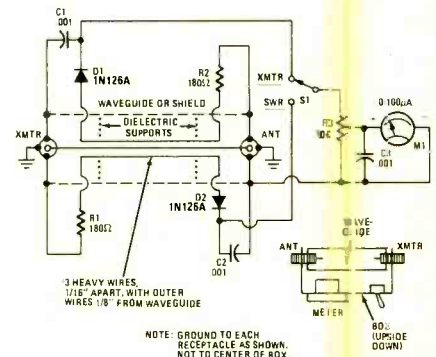 C1
.001
D1
1N126A
R2
180Ω
XMTR
SWR
S1
0-100μA
M1
WAVEGUIDE OR SHIELD
DIELECTRIC
SUPPORTS
XMTR
ANT
R3
C3
.001
D2
1N126A
R1
180Ω
C2
.001
3 HEAVY WIRES,
1/16" APART, WITH OUTER
WIRES 1/8" FROM WAVEGUIDE
WAVE-
GUIDE
ANT
XMTR
METER
BOX
(UPSIDE
DOWN)
NOTE: GROUND TO EACH
RECEPTACLE AS SHOWN.
NOT TO CENTER OF BOX